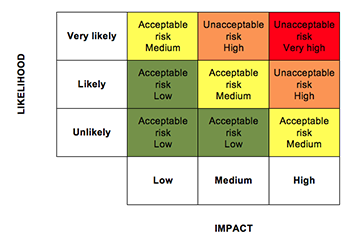 LIKELIHOOD
Very likely
Acceptable
risk
Medium
Unacceptable
risk
High
Unacceptable
risk
Very high
Likely
Acceptable
risk
Low
Acceptable
risk
Medium
Unacceptable
risk
High
Unlikely
Acceptable
risk
Low
Acceptable
risk
Low
Acceptable
risk
Medium
Low
Medium
High
IMPACT